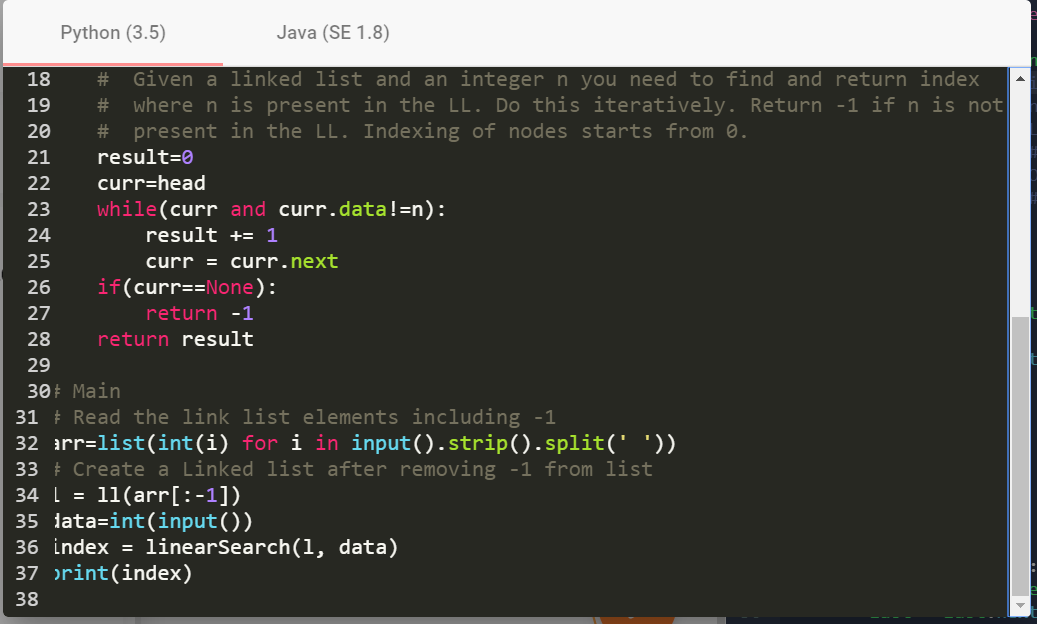 Python (3.5) Java (SE 1.8)
18 # Given a linked list and an integer n you need to find and return index
19 # where n is present in the LL. Do this iteratively. Return -1 if n is not
20 # present in the LL. Indexing of nodes starts from 0.
21 result=0
22 curr=head
23 while(curr and curr.data!=n):
24 result += 1
25 curr = curr.next
26 if(curr==None):
27 return -1
28 return result
29
30 # Main
31 # Read the link list elements including -1
32 arr=list(int(i) for i in input().strip().split(' '))
33 # Create a Linked list after removing -1 from list
34 l = ll(arr[:-1])
35 data=int(input())
36 index = linearSearch(l, data)
37 print(index)
38